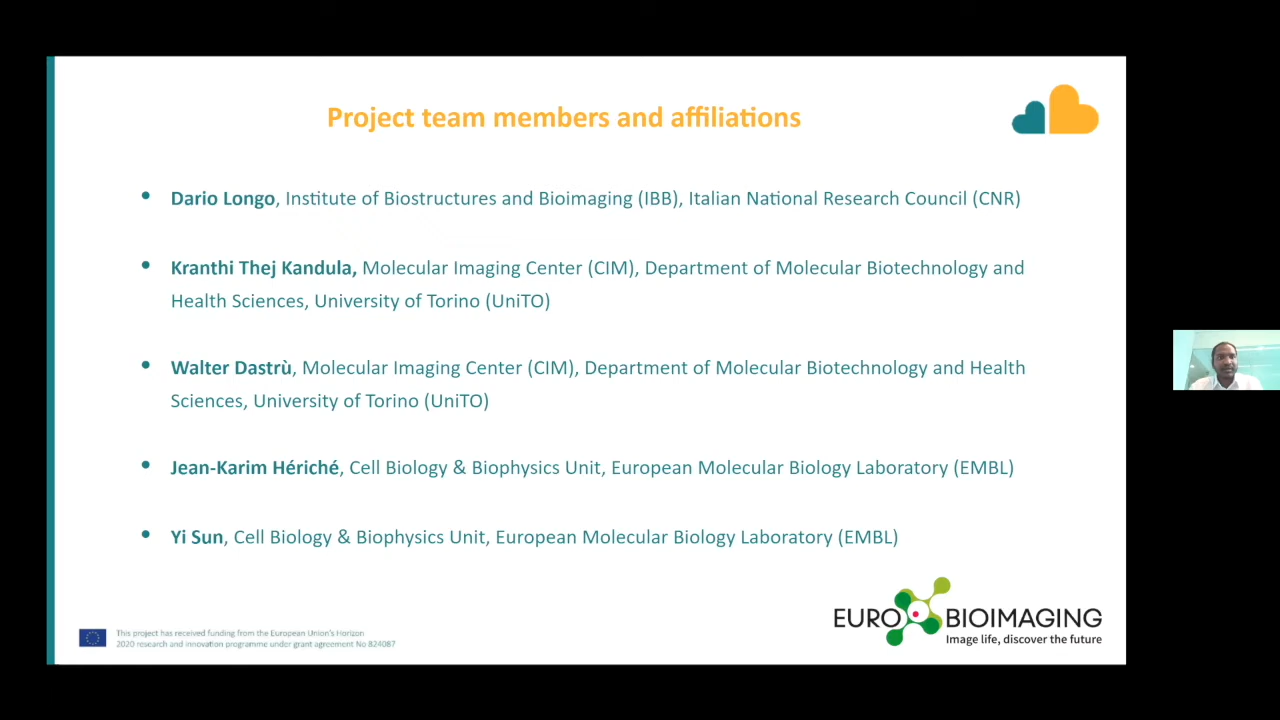 Project team members and affiliations
• Dario Longo, Institute of Biostructures and Bioimaging (IBB), Italian National Research Council (CNR)
• Kranthi Thej Kandula, Molecular Imaging Center (CIM), Department of Molecular Biotechnology and
Health Sciences, University of Torino (UniTO)
• Walter Dastrù, Molecular Imaging Center (CIM), Department of Molecular Biotechnology and Health
Sciences, University of Torino (UniTO)
• Jean-Karim Hériché, Cell Biology & Biophysics Unit, European Molecular Biology Laboratory (EMBL)
• Yi Sun, Cell Biology & Biophysics Unit, European Molecular Biology Laboratory (EMBL)
EURO BIOIMAGING
Image life, discover the future
This project has received funding from the European Union's Horizon
2020 research and innovation programme under grant agreement No 824087